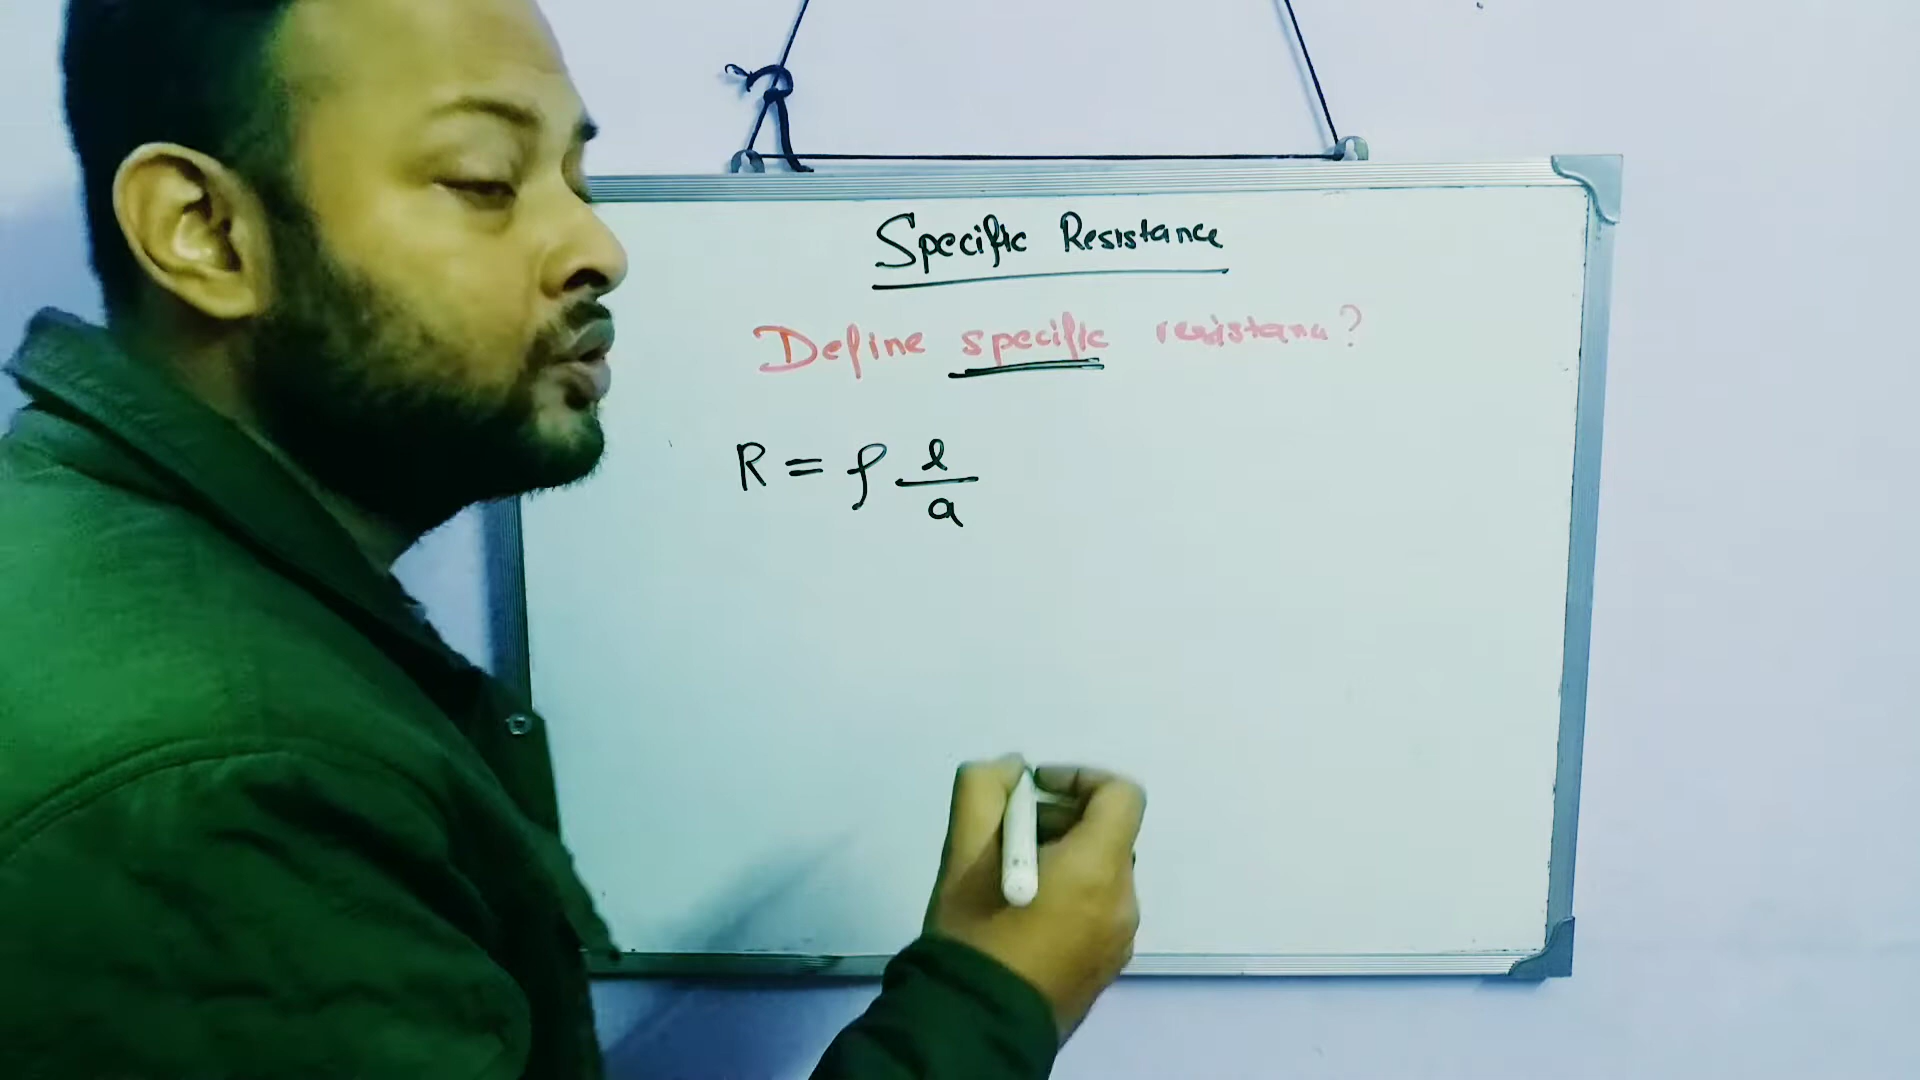 Specific Resistance
Define specific resistance?
R = ρ l/a